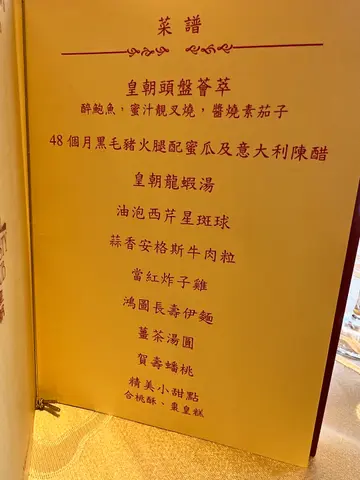 菜譜
皇朝頭盤薈萃
醉鮑魚，蜜汁靚叉燒，醬燒素茄子
48個月黑毛豬火腿配蜜瓜及意大利陳醋
皇朝龍蝦湯
油泡西芹星斑球
蒜香安格斯牛肉粒
當紅炸子雞
鴻圖長壽伊麵
薑茶湯圓
賀壽蟠桃
精美小甜點
合桃酥、棗皇糕